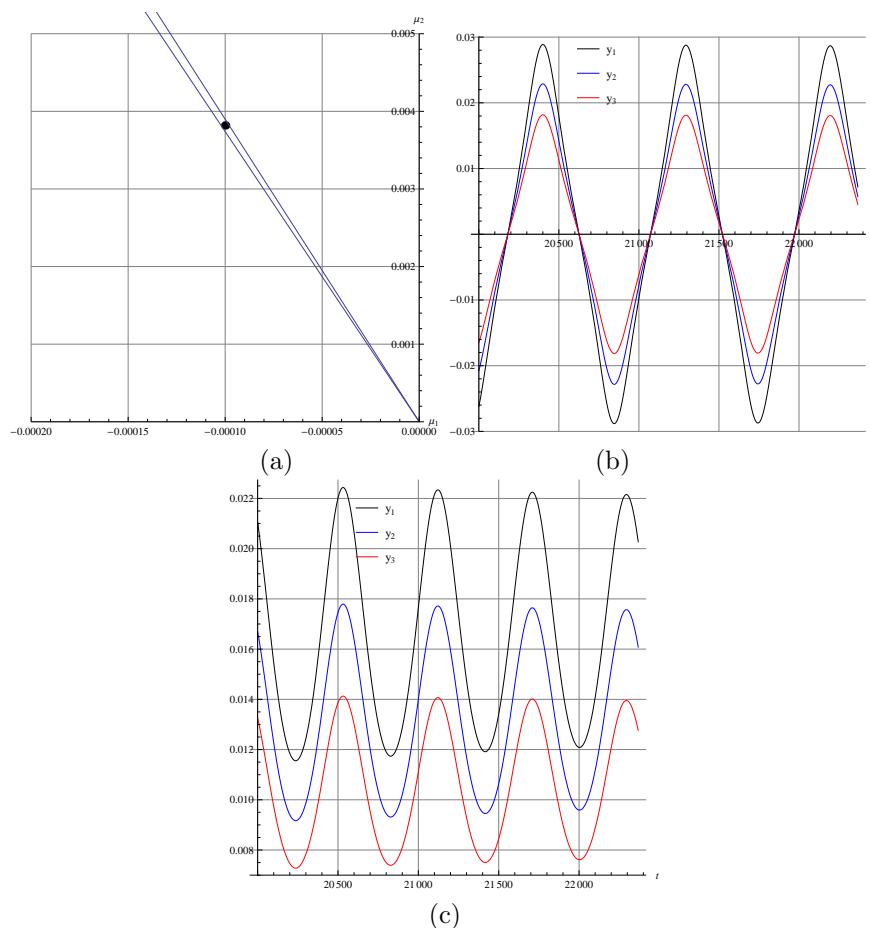 μ₂
0.005
0.004
0.003
0.002
0.001
μ₁
−0.00020 −0.00015 −0.00010 −0.00005 0.00000
(a)
0.03
y₁
y₂
0.02
y₃
0.01
20 500 21 000 21 500 22 000
−0.01
−0.02
−0.03
(b)
0.022
y₁
y₂
0.020
y₃
0.018
0.016
0.014
0.012
0.010
0.008
20 500 21 000 21 500 22 000 t
(c)